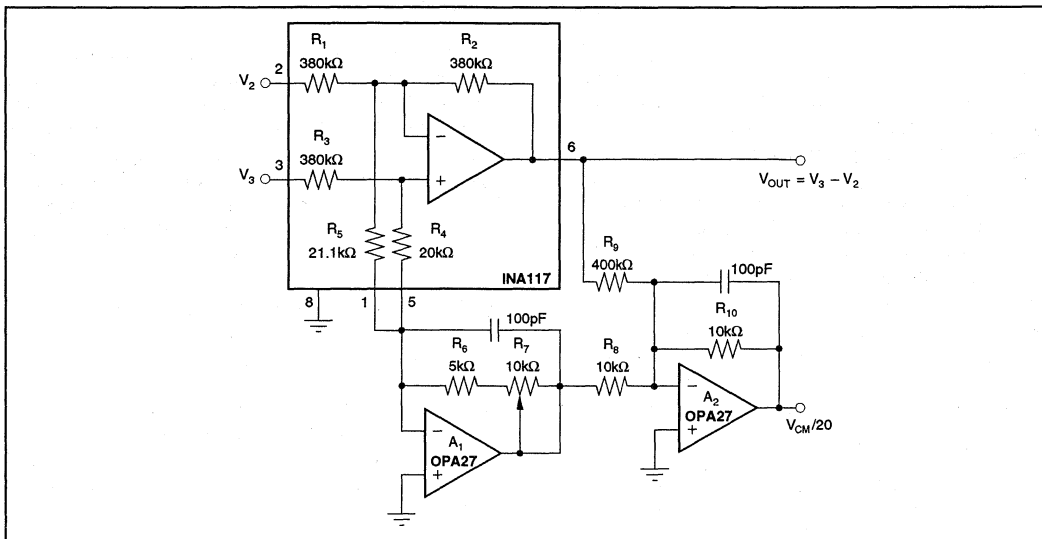 R1
380kΩ
R2
380kΩ
2
V2
R3
380kΩ
3
V3
−
+
6
VOUT = V3 – V2
R5
21.1kΩ
R4
20kΩ
INA117
8
1
5
R9
400kΩ
100pF
R10
10kΩ
100pF
R6
5kΩ
R7
10kΩ
R8
10kΩ
−
A2
OPA27
+
VCM/20
−
A1
OPA27
+